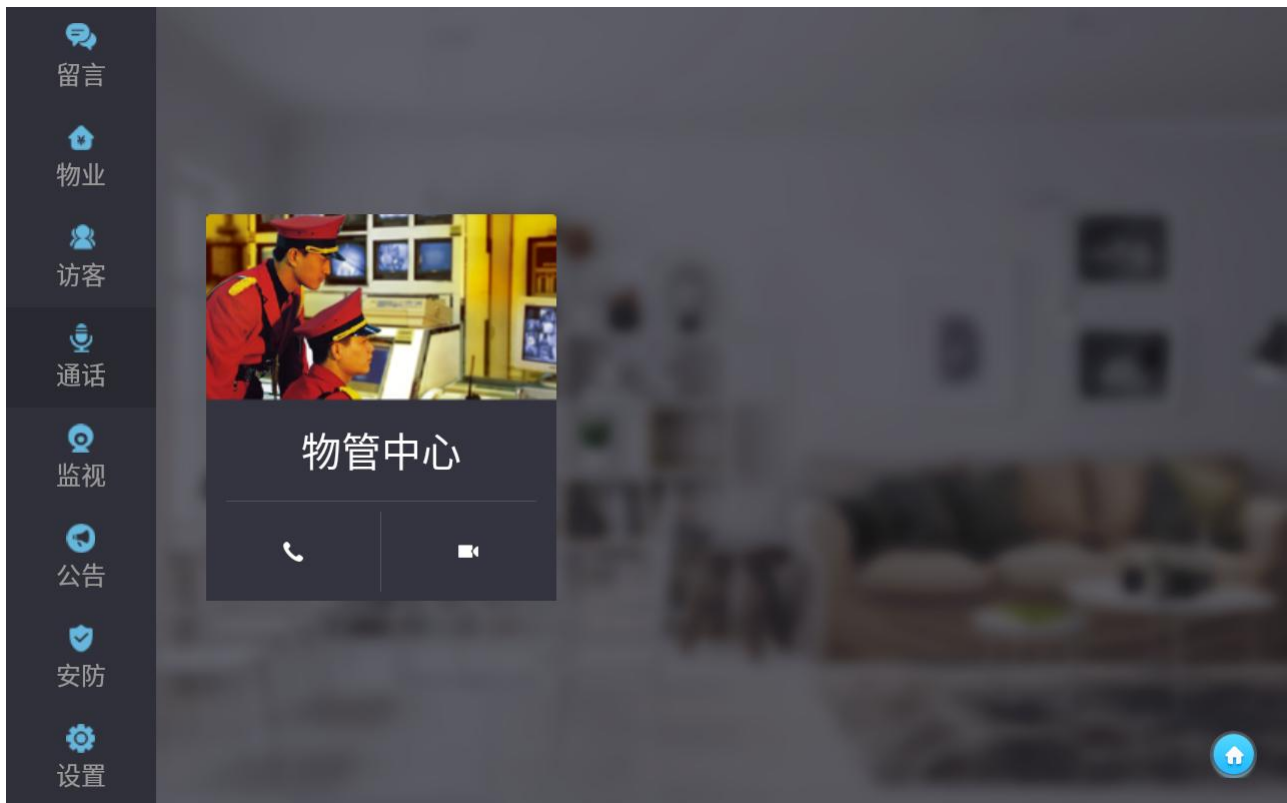 留言
物业
访客
通话
监视
公告
安防
设置
物管中心